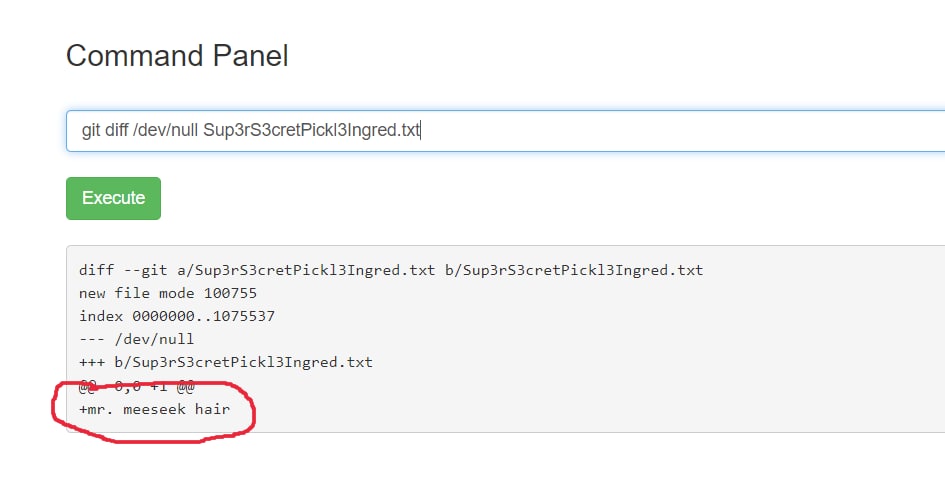 Command Panel
git diff /dev/null Sup3rS3cretPickl3Ingred.txt
Execute
diff --git a/Sup3rS3cretPickl3Ingred.txt b/Sup3rS3cretPickl3Ingred.txt
new file mode 100755
index 0000000..1075537
--- /dev/null
+++ b/Sup3rS3cretPickl3Ingred.txt
@@ -0,0 +1 @@
+mr. meeseek hair